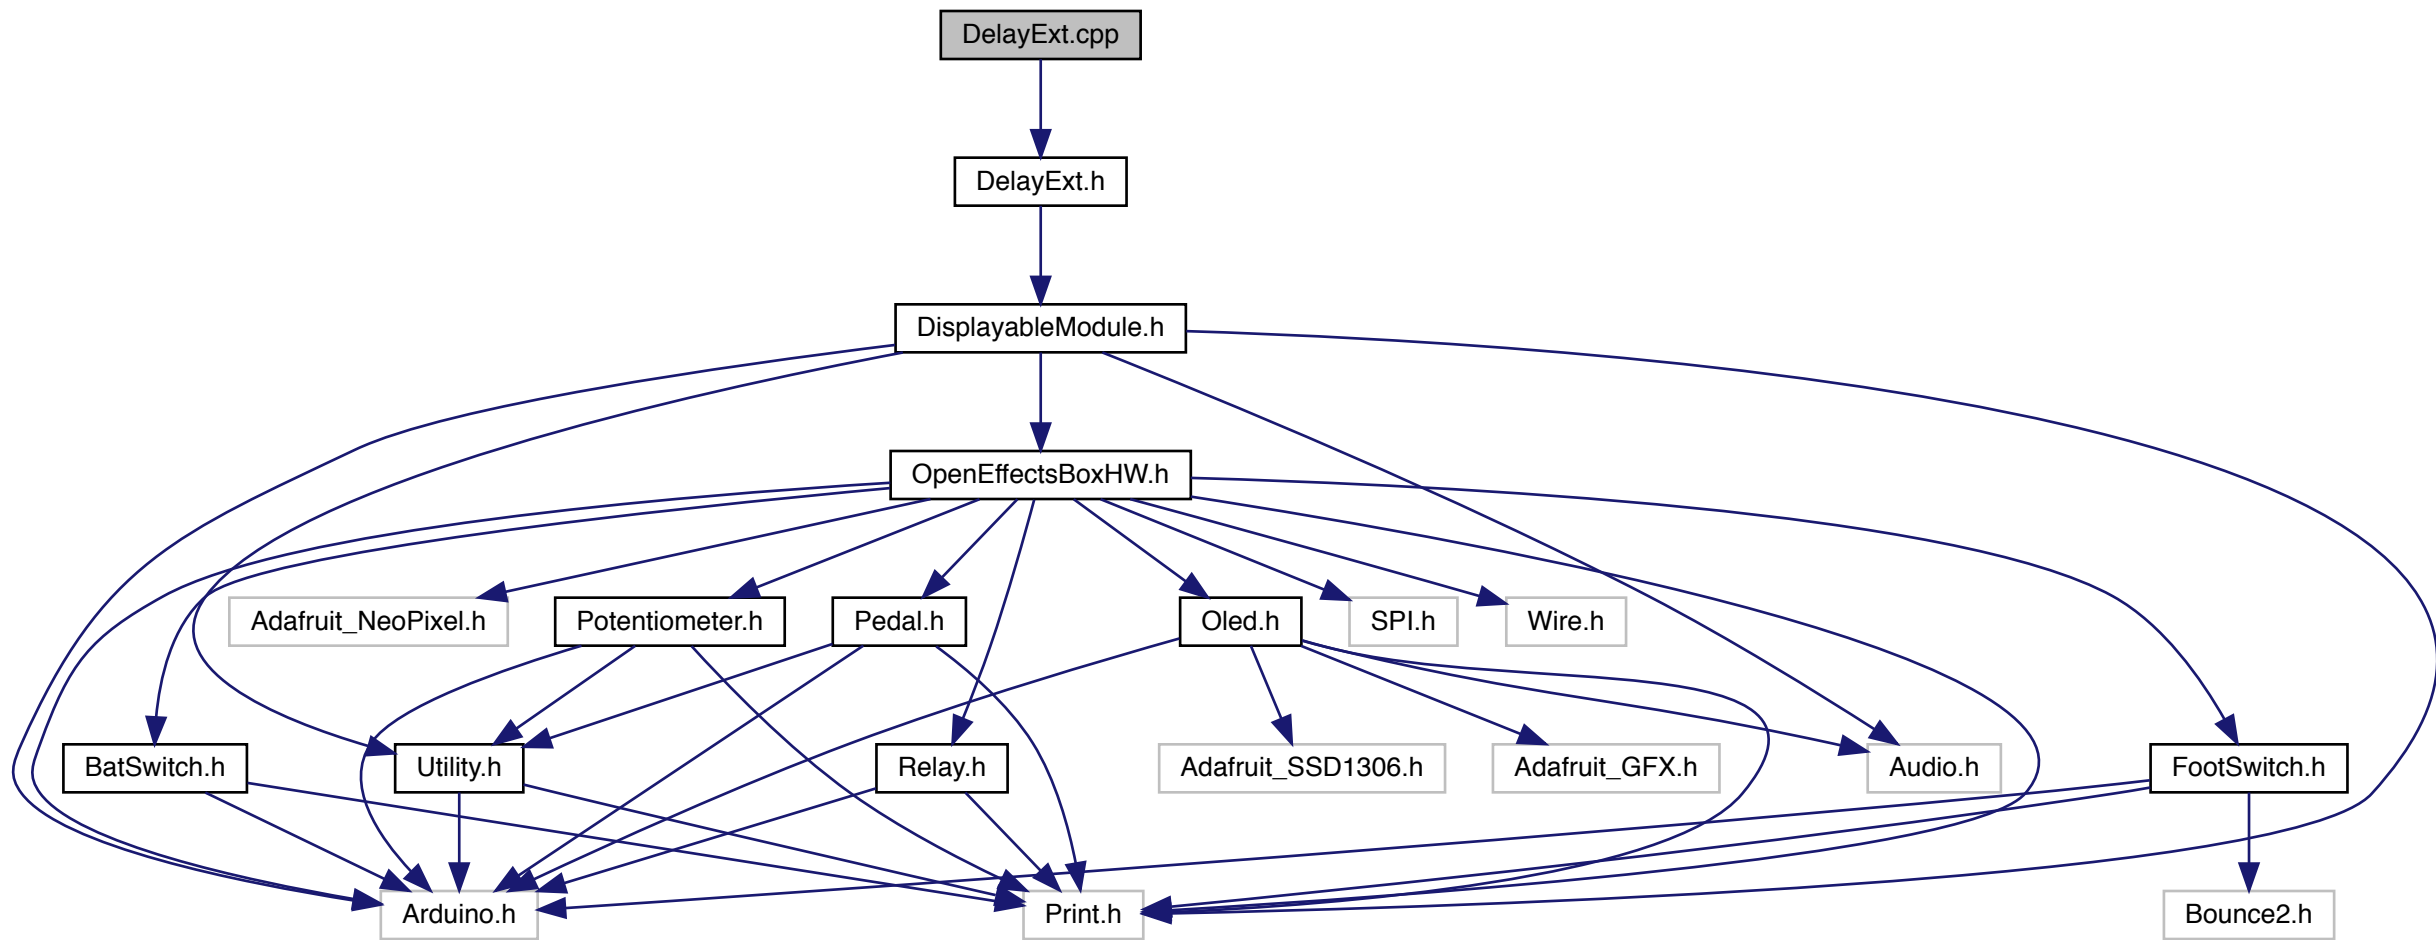 DelayExt.cpp
DelayExt.h
DisplayableModule.h
OpenEffectsBoxHW.h
Adafruit_NeoPixel.h
Potentiometer.h
Pedal.h
Oled.h
SPI.h
Wire.h
BatSwitch.h
Utility.h
Relay.h
Adafruit_SSD1306.h
Adafruit_GFX.h
Audio.h
FootSwitch.h
Arduino.h
Print.h
Bounce2.h